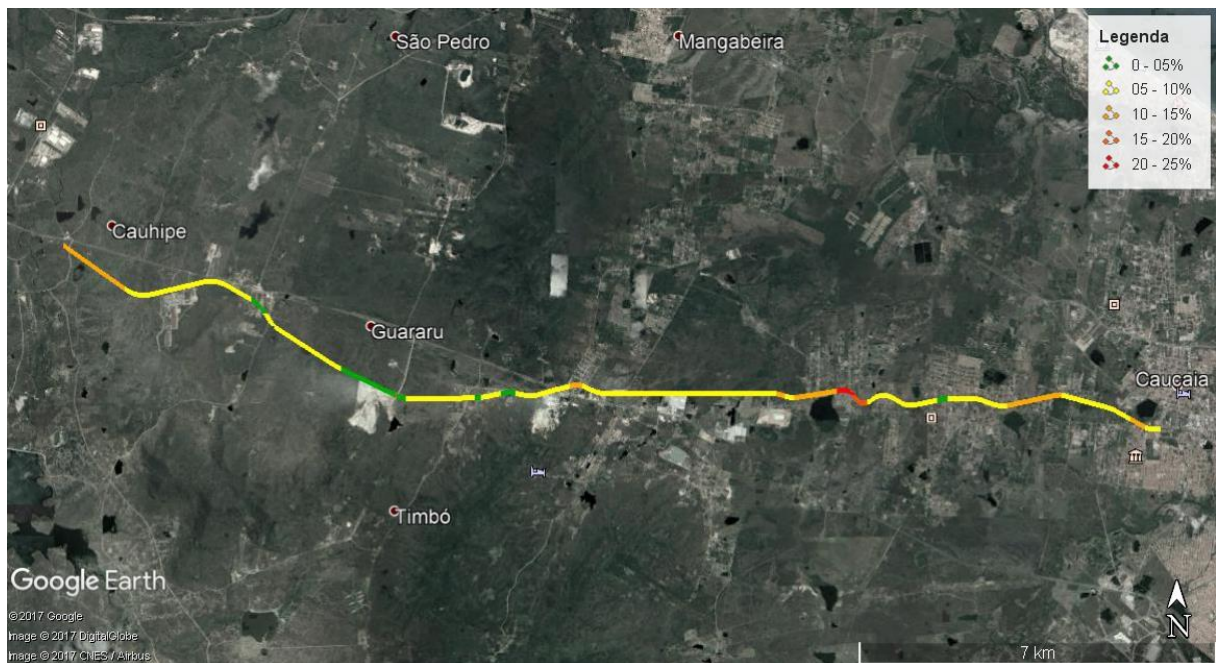 São Pedro
Mangabeira
Legenda
0 - 05%
05 - 10%
10 - 15%
15 - 20%
20 - 25%
Cauhipe
Guararu
Caucaia
Timbó
Google Earth
© 2017 Google
Image © 2017 DigitalGlobe
Image © 2017 CNES / Airbus
N
7 km